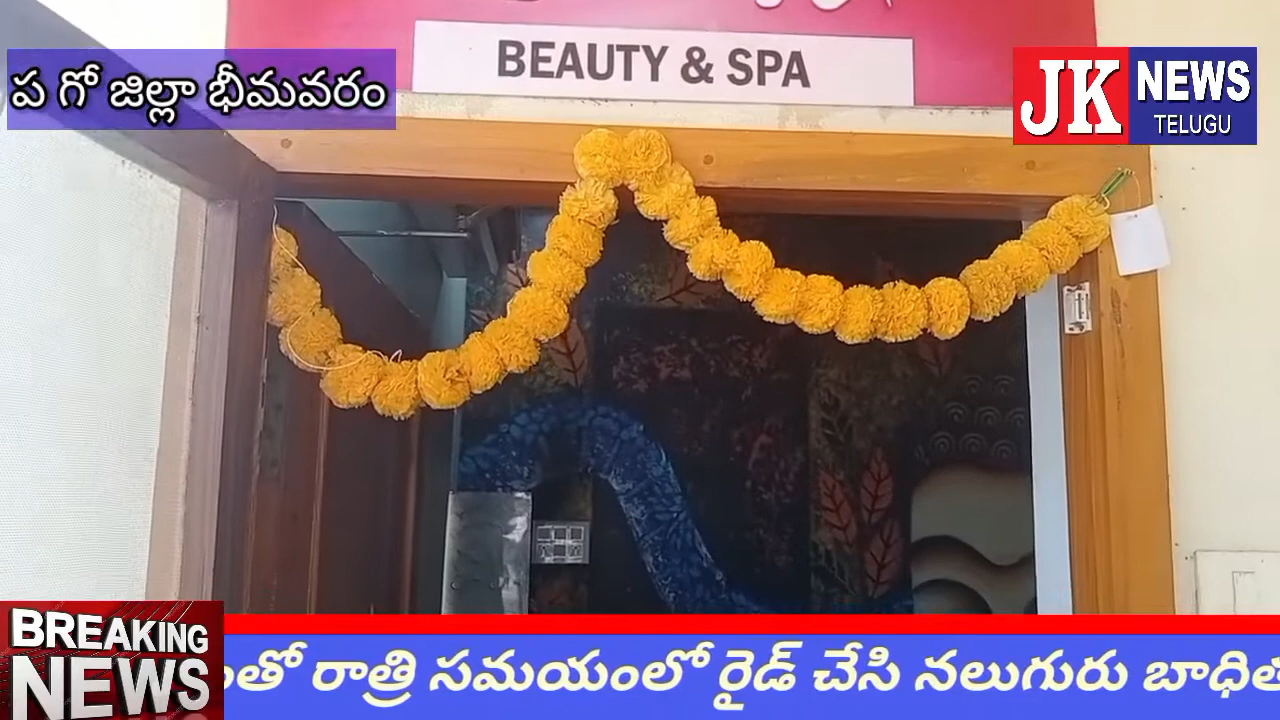 BEAUTY & SPA
ప గో జిల్లా భీమవరం
JK NEWS
TELUGU
BREAKING
NEWS
రాత్రి సమయంలో రైడ్ చేసి నలుగురు